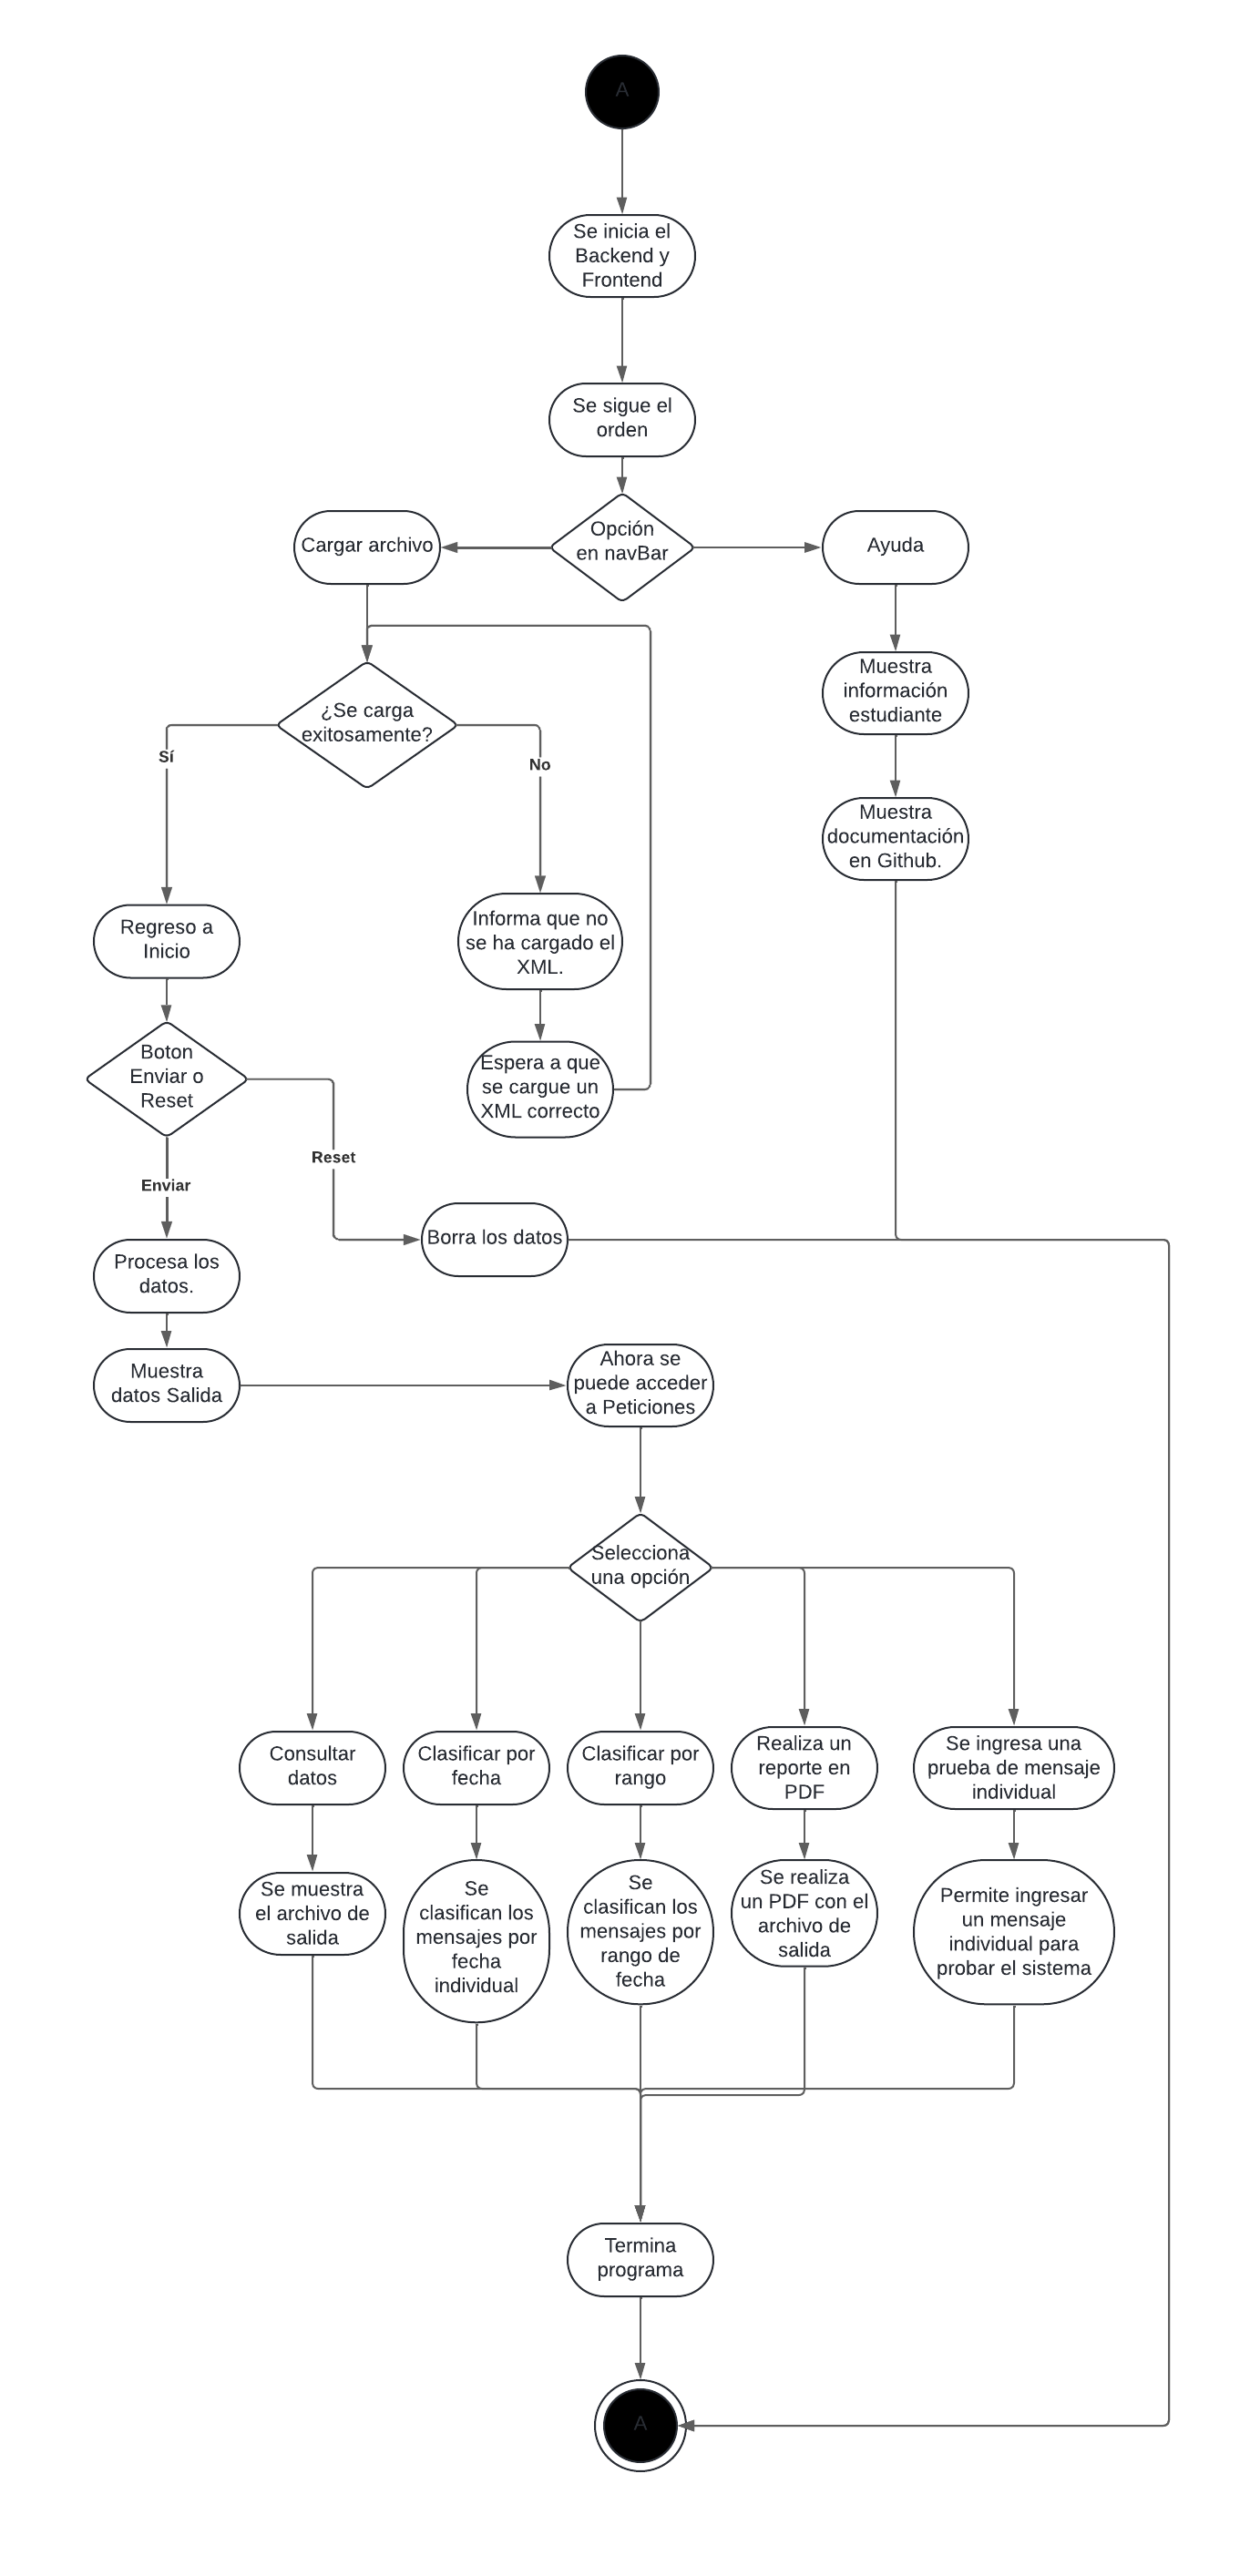 A
Se inicia el
Backend y
Frontend
Se sigue el
orden
Opción
en navBar
Cargar archivo
Ayuda
¿Se carga
exitosamente?
Muestra
información
estudiante
Sí
No
Muestra
documentación
en Github.
Regreso a
Inicio
Informa que no
se ha cargado el
XML.
Boton
Enviar o
Reset
Espera a que
se cargue un
XML correcto
Reset
Enviar
Borra los datos
Procesa los
datos.
Muestra
datos Salida
Ahora se
puede acceder
a Peticiones
Selecciona
una opción
Consultar
datos
Clasificar por
fecha
Clasificar por
rango
Realiza un
reporte en
PDF
Se ingresa una
prueba de mensaje
individual
Se muestra
el archivo de
salida
Se
clasifican los
mensajes por
fecha
individual
Se
clasifican los
mensajes por
rango de
fecha
Se realiza
un PDF con el
archivo de
salida
Permite ingresar
un mensaje
individual para
probar el sistema
Termina
programa
A